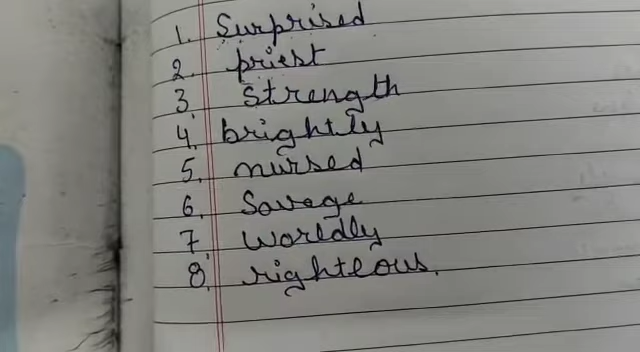 1. Surprised
2. priest
3. strength
4. brightly
5. nursed
6. Savage
7. worldly
8. righteous.